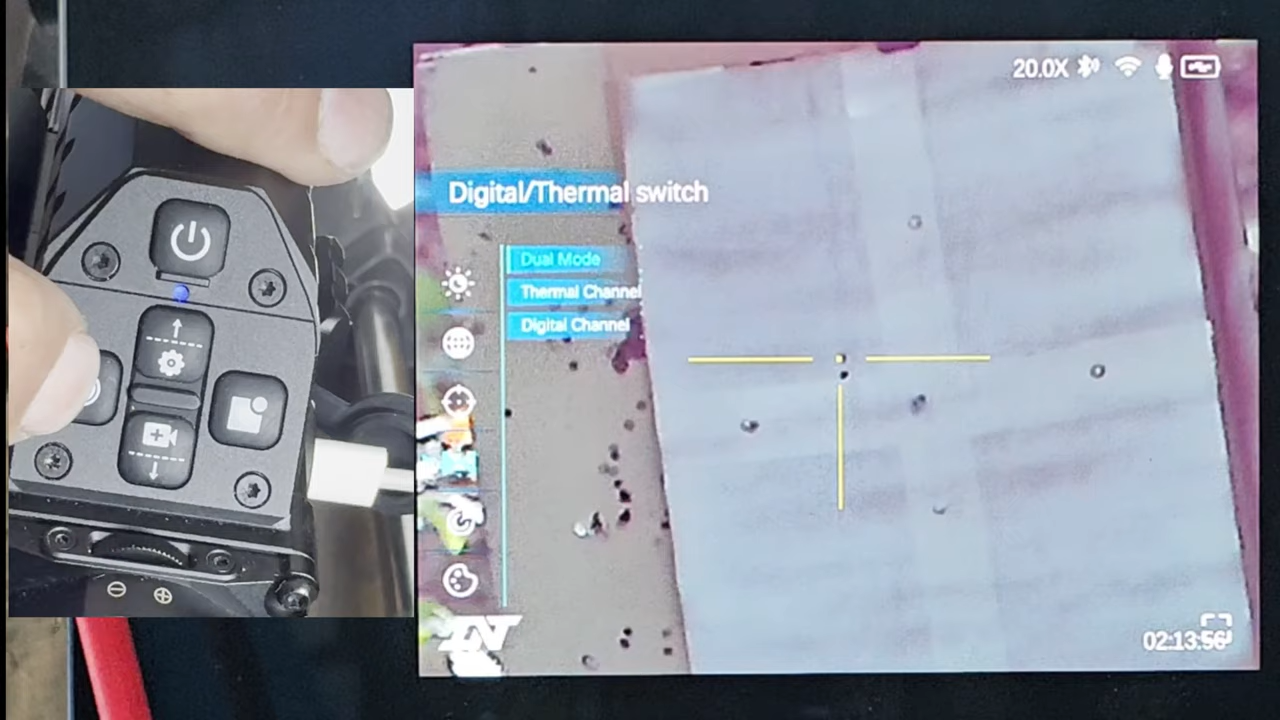 20.0X
Digital/Thermal switch
Dual Mode
Thermal Channel
Digital Channel
02:13:56